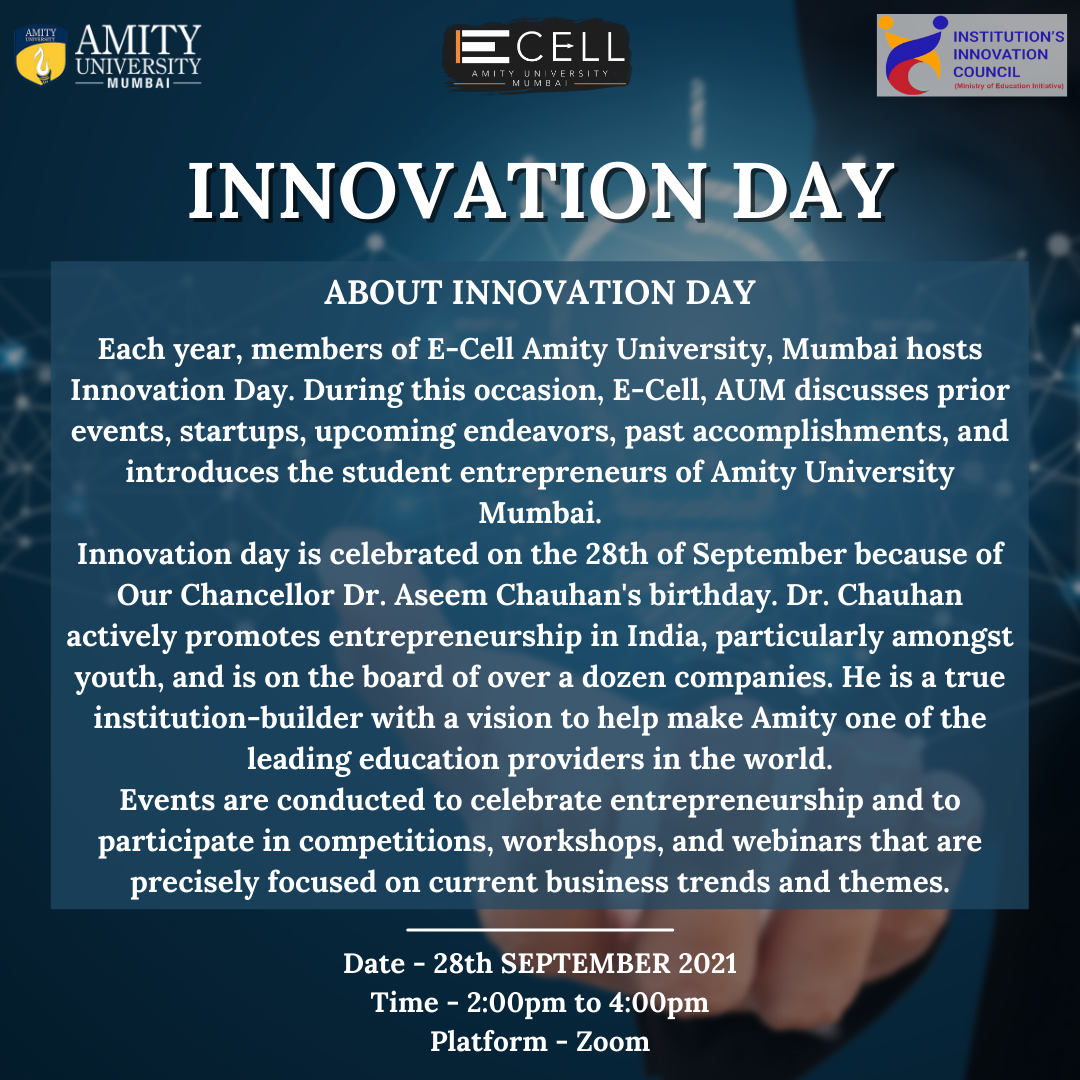 AMITY
UNIVERSITY
AMITY
UNIVERSITY
MUMBAI
ECELL
AMITY UNIVERSITY
MUMBAI
INSTITUTION'S
INNOVATION
COUNCIL
(Ministry of Education Initiative)
INNOVATION DAY
ABOUT INNOVATION DAY
Each year, members of E-Cell Amity University, Mumbai hosts
Innovation Day. During this occasion, E-Cell, AUM discusses prior
events, startups, upcoming endeavors, past accomplishments, and
introduces the student entrepreneurs of Amity University
Mumbai.
Innovation day is celebrated on the 28th of September because of
Our Chancellor Dr. Aseem Chauhan's birthday. Dr. Chauhan
actively promotes entrepreneurship in India, particularly amongst
youth, and is on the board of over a dozen companies. He is a true
institution-builder with a vision to help make Amity one of the
leading education providers in the world.
Events are conducted to celebrate entrepreneurship and to
participate in competitions, workshops, and webinars that are
precisely focused on current business trends and themes.
Date - 28th SEPTEMBER 2021
Time - 2:00pm to 4:00pm
Platform - Zoom